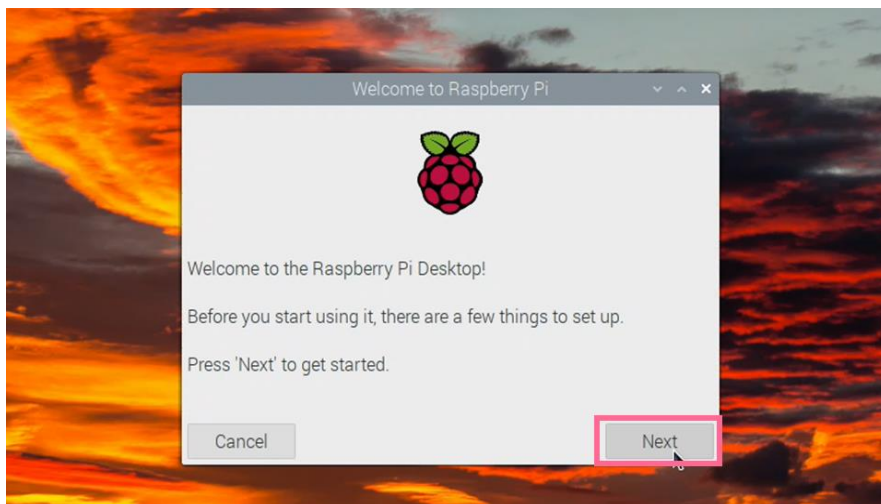 Welcome to Raspberry Pi
Welcome to the Raspberry Pi Desktop!
Before you start using it, there are a few things to set up.
Press 'Next' to get started.
Cancel
Next